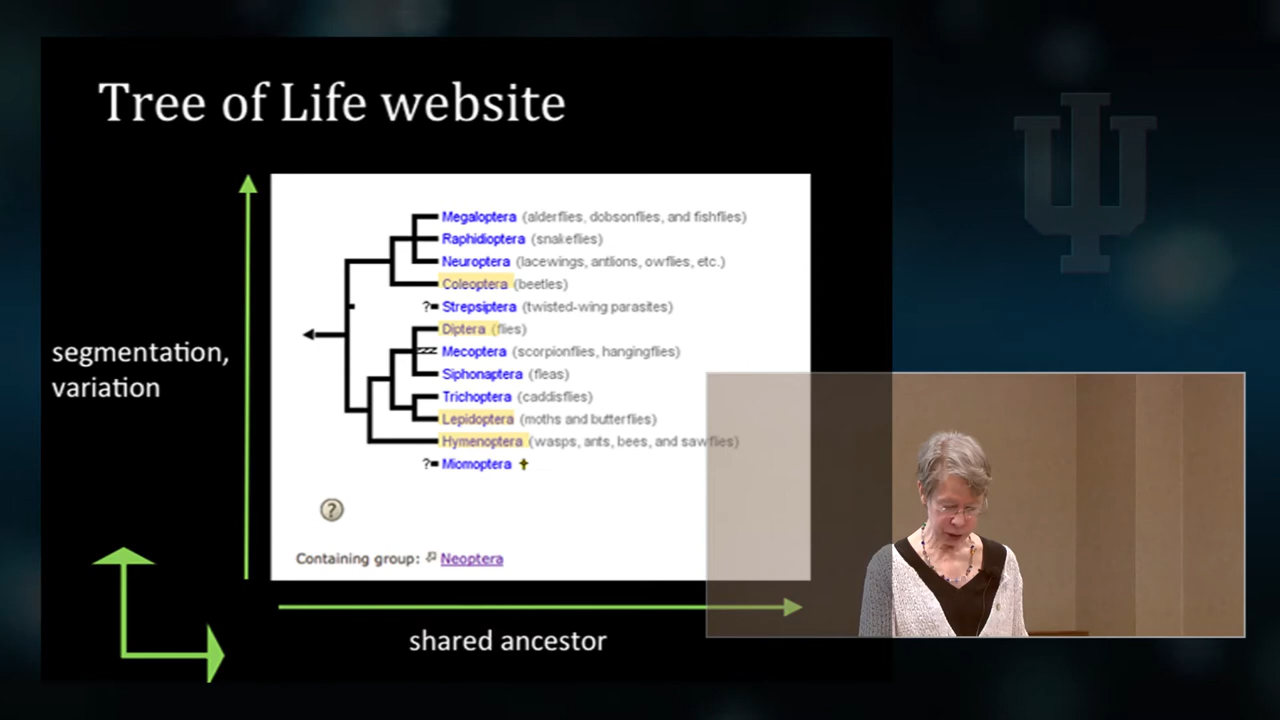 Tree of Life website
Megaloptera (alderflies, dobsonflies, and fishflies)
Raphidioptera (snakeflies)
Neuroptera (lacewings, antlions, owflies, etc.)
Coleoptera (beetles)
?= Strepsiptera (twisted-wing parasites)
Diptera (flies)
Mecoptera (scorpionflies, hangingflies)
Siphonaptera (fleas)
Trichoptera (caddisflies)
Lepidoptera (moths and butterflies)
Hymenoptera (wasps, ants, bees, and sawflies)
?= Miomoptera ✝
segmentation,
variation
?
Containing group: Neoptera
shared ancestor